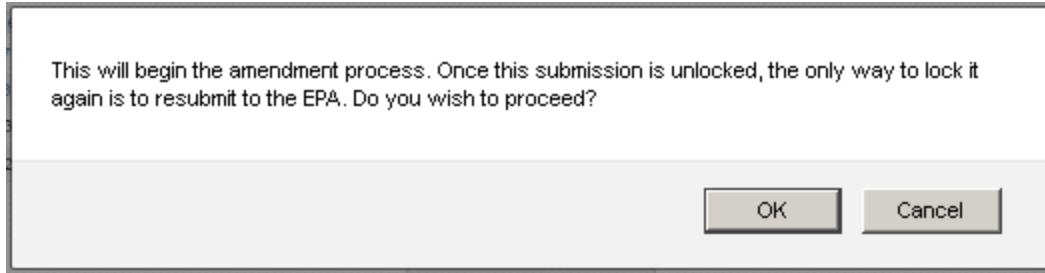 This will begin the amendment process. Once this submission is unlocked, the only way to lock it
again is to resubmit to the EPA. Do you wish to proceed?
OK
Cancel